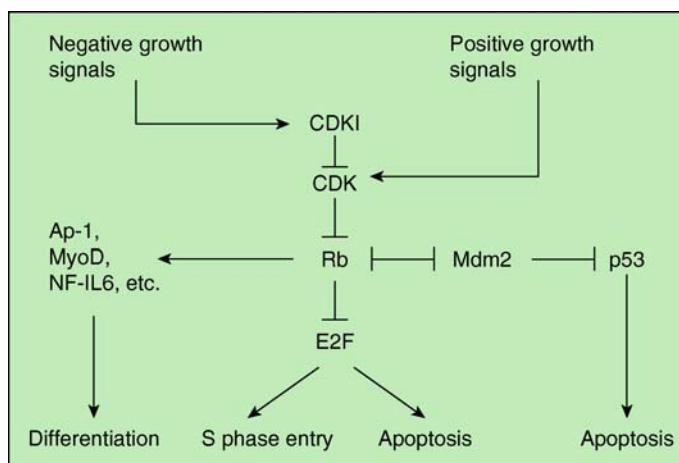 Negative growth
signals
Positive growth
signals
CDKI
CDK
Ap-1,
MyoD,
NF-IL6, etc.
Rb
Mdm2
p53
E2F
Differentiation
S phase entry
Apoptosis
Apoptosis